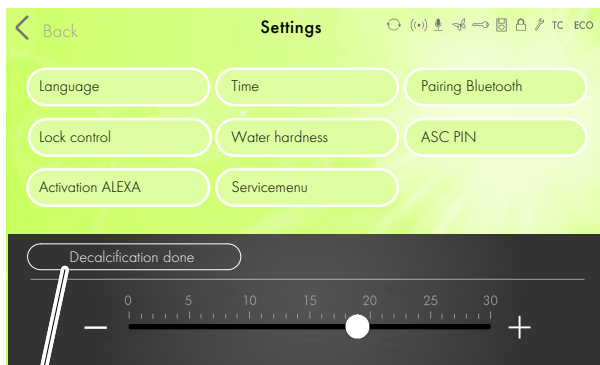 Back Settings TC ECO
Language Time Pairing Bluetooth
Lock control Water hardness ASC PIN
Activation ALEXA Servicemenu
Decalcification done
0 5 10 15 20 25 30
− +